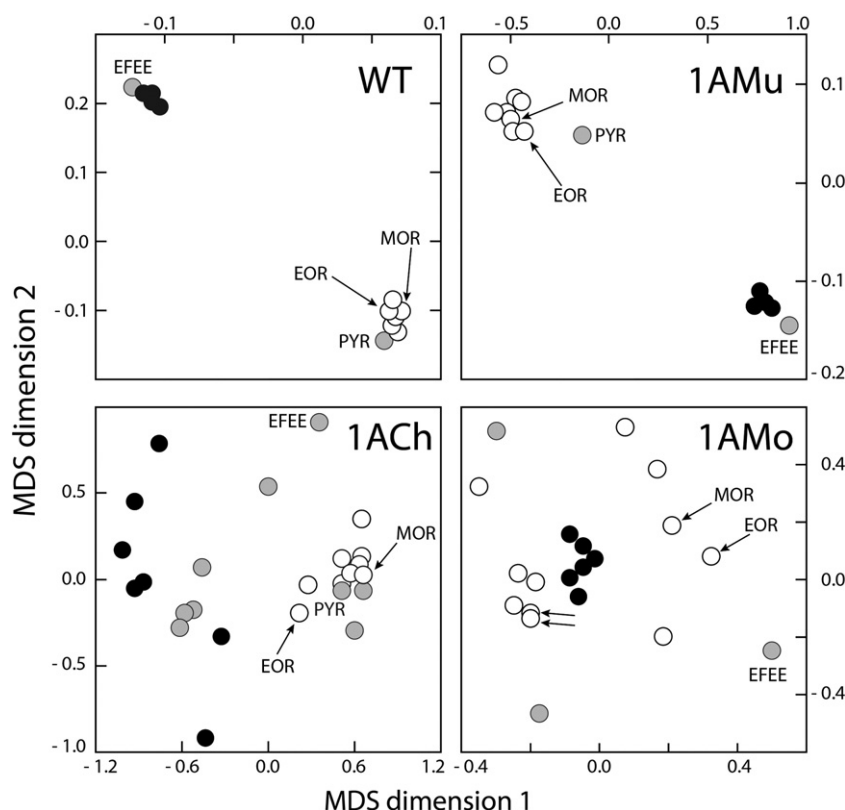 - 0.1 0.0 0.1
- 0.5 0.0 0.5 1.0
EFEE
WT
0.2
0.1
0.0
- 0.1
MOR
EOR
PYR
1AMu
MOR
PYR
EOR
EFEE
0.1
0.0
- 0.1
- 0.2
MDS dimension 2
EFEE
1ACh
MOR
PYR
EOR
0.5
0.0
- 0.5
- 1.0
- 1.2 - 0.6 0.0 0.6 1.2
1AMo
MOR
EOR
EFEE
0.4
0.0
- 0.4
- 0.4 0.0 0.4
MDS dimension 1